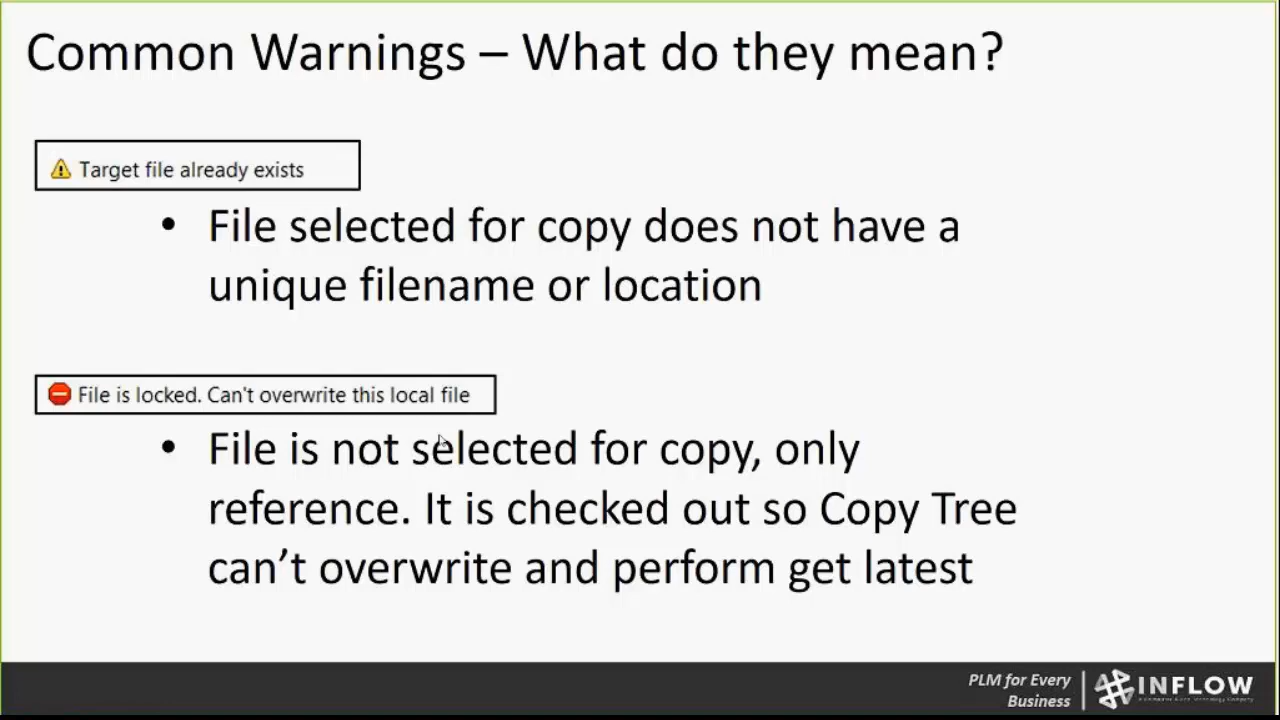 Common Warnings – What do they mean?
Target file already exists
• File selected for copy does not have a
unique filename or location
File is locked. Can't overwrite this local file
• File is not selected for copy, only
reference. It is checked out so Copy Tree
can’t overwrite and perform get latest
PLM for Every
Business
INFLOW